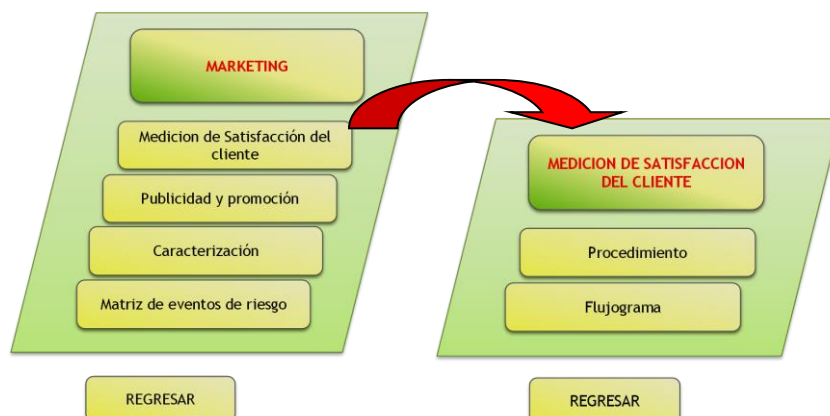 MARKETING
Medicion de Satisfacción del
cliente
Publicidad y promoción
Caracterización
Matriz de eventos de riesgo
REGRESAR
MEDICION DE SATISFACCION
DEL CLIENTE
Procedimiento
Flujograma
REGRESAR